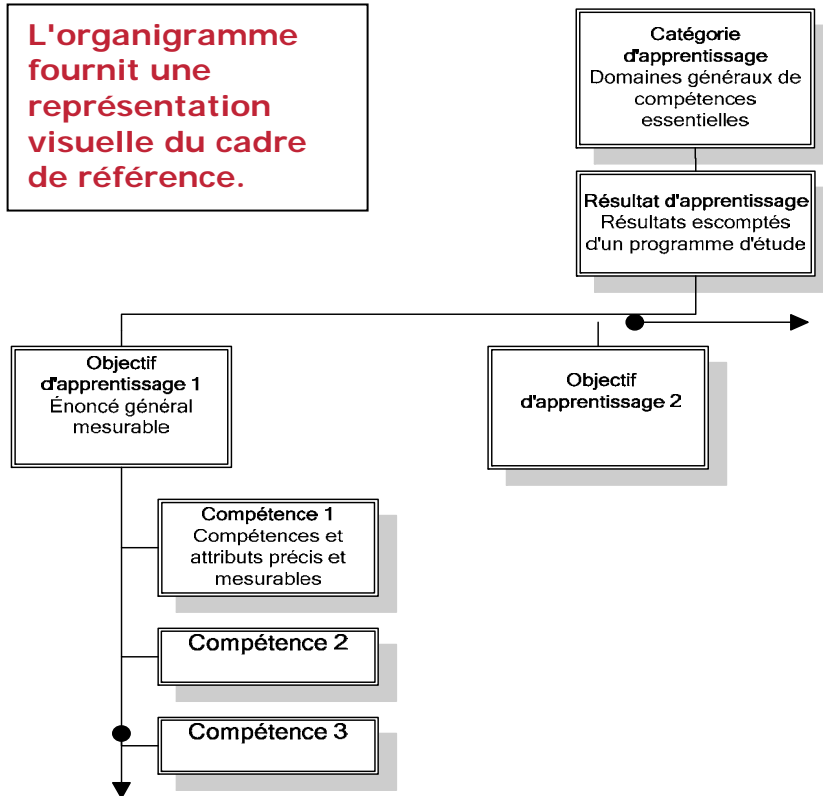 L'organigramme
fournit une
représentation
visuelle du cadre
de référence.
Catégorie
d'apprentissage
Domaines généraux de
compétences
essentielles
Résultat d'apprentissage
Résultats escomptés
d'un programme d'étude
Objectif
d'apprentissage 1
Énoncé général
mesurable
Objectif
d'apprentissage 2
Compétence 1
Compétences et
attributs précis et
mesurables
Compétence 2
Compétence 3